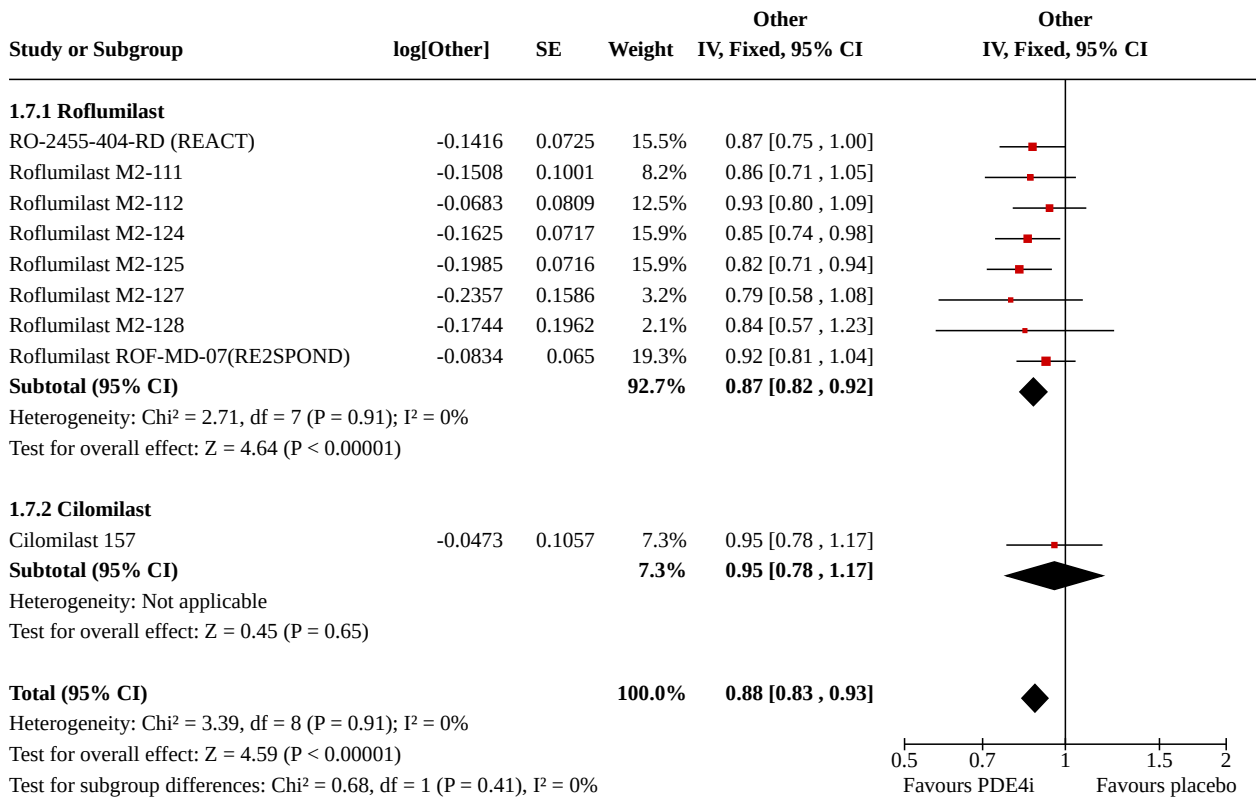 Other Other
Study or Subgroup log[Other] SE Weight IV, Fixed, 95% CI IV, Fixed, 95% CI
1.7.1 Roflumilast
RO-2455-404-RD (REACT) -0.1416 0.0725 15.5% 0.87 [0.75 , 1.00]
Roflumilast M2-111 -0.1508 0.1001 8.2% 0.86 [0.71 , 1.05]
Roflumilast M2-112 -0.0683 0.0809 12.5% 0.93 [0.80 , 1.09]
Roflumilast M2-124 -0.1625 0.0717 15.9% 0.85 [0.74 , 0.98]
Roflumilast M2-125 -0.1985 0.0716 15.9% 0.82 [0.71 , 0.94]
Roflumilast M2-127 -0.2357 0.1586 3.2% 0.79 [0.58 , 1.08]
Roflumilast M2-128 -0.1744 0.1962 2.1% 0.84 [0.57 , 1.23]
Roflumilast ROF-MD-07(RE2SPOND) -0.0834 0.065 19.3% 0.92 [0.81 , 1.04]
Subtotal (95% CI) 92.7% 0.87 [0.82 , 0.92]
Heterogeneity: Chi² = 2.71, df = 7 (P = 0.91); I² = 0%
Test for overall effect: Z = 4.64 (P < 0.00001)
1.7.2 Cilomilast
Cilomilast 157 -0.0473 0.1057 7.3% 0.95 [0.78 , 1.17]
Subtotal (95% CI) 7.3% 0.95 [0.78 , 1.17]
Heterogeneity: Not applicable
Test for overall effect: Z = 0.45 (P = 0.65)
Total (95% CI) 100.0% 0.88 [0.83 , 0.93]
Heterogeneity: Chi² = 3.39, df = 8 (P = 0.91); I² = 0%
Test for overall effect: Z = 4.59 (P < 0.00001)
0.5 0.7 1 1.5 2
Test for subgroup differences: Chi² = 0.68, df = 1 (P = 0.41), I² = 0% Favours PDE4i Favours placebo